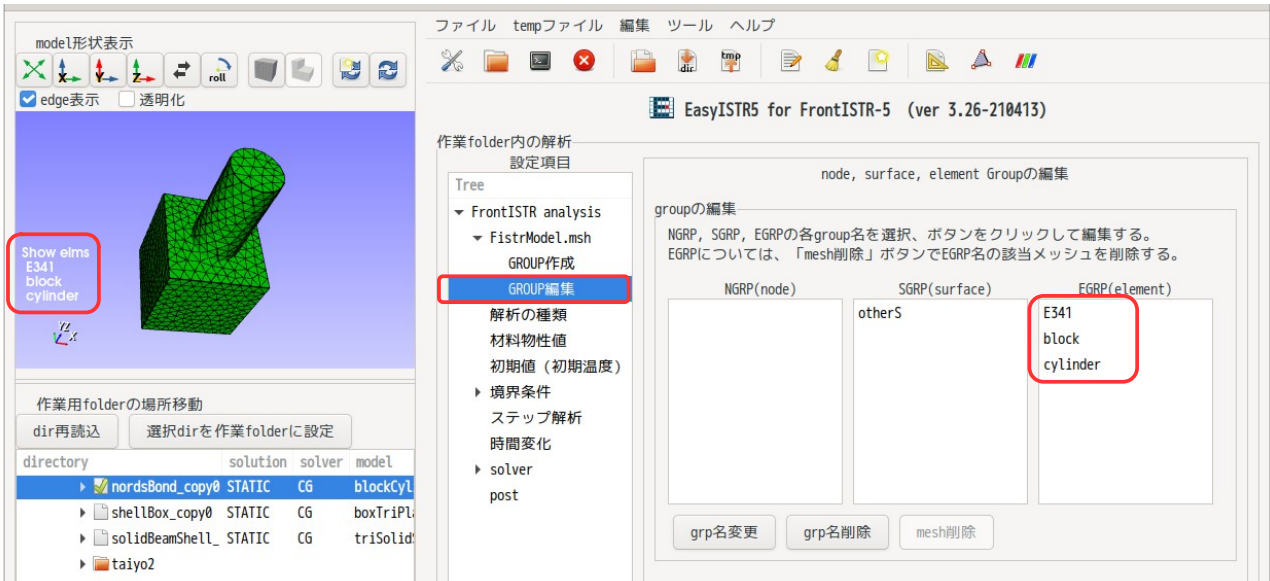 model形状表示
X Y Z roll
edge表示 透明化
Show elms
E341
block
cylinder
YZ
X
作業用folderの場所移動
dir再読込 選択dirを作業folderに設定
directory solution solver model
nordsBond_copy0 STATIC CG blockCyl
shellBox_copy0 STATIC CG boxTriPla
solidBeamShell_ STATIC CG triSolid
taiyo2
ファイル tempファイル 編集 ツール ヘルプ
dir tmp
EasyISTR5 for FrontISTR-5 (ver 3.26-210413)
作業folder内の解析
設定項目
Tree
FrontISTR analysis
FistrModel.msh
GROUP作成
GROUP編集
解析の種類
材料物性値
初期値（初期温度）
境界条件
ステップ解析
時間変化
solver
post
node, surface, element Groupの編集
groupの編集
NGRP, SGRP, EGRPの各group名を選択、ボタンをクリックして編集する。
EGRPについては、「mesh削除」ボタンでEGRP名の該当メッシュを削除する。
NGRP(node) SGRP(surface) EGRP(element)
otherS
E341
block
cylinder
grp名変更 grp名削除 mesh削除